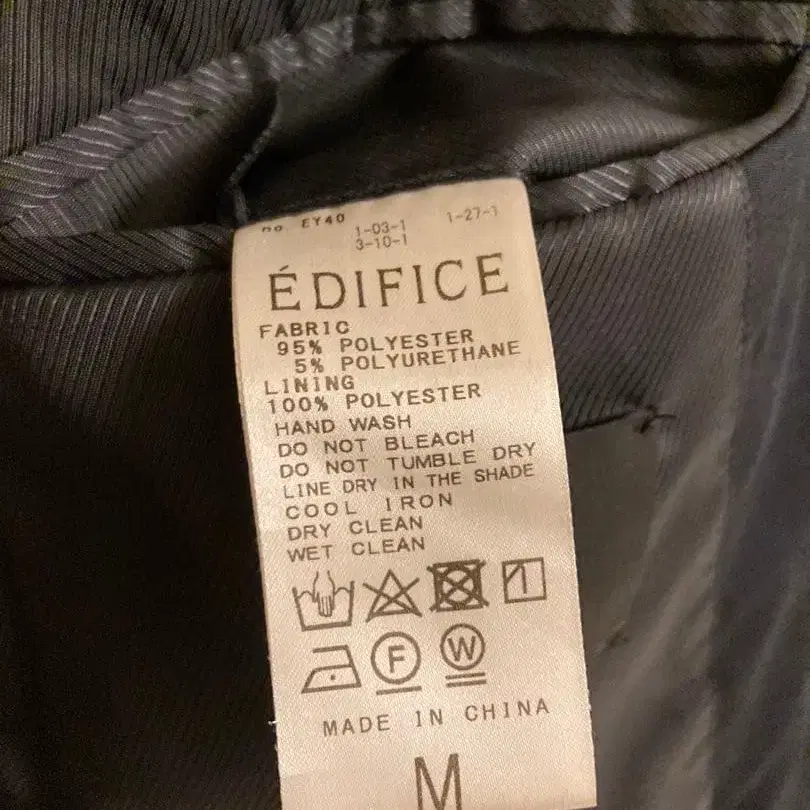 no. EY40
1-03-1 1-27-1
3-10-1
ÉDIFICE
FABRIC
95% POLYESTER
5% POLYURETHANE
LINING
100% POLYESTER
HAND WASH
DO NOT BLEACH
DO NOT TUMBLE DRY
LINE DRY IN THE SHADE
COOL IRON
DRY CLEAN
WET CLEAN
F W
MADE IN CHINA
M